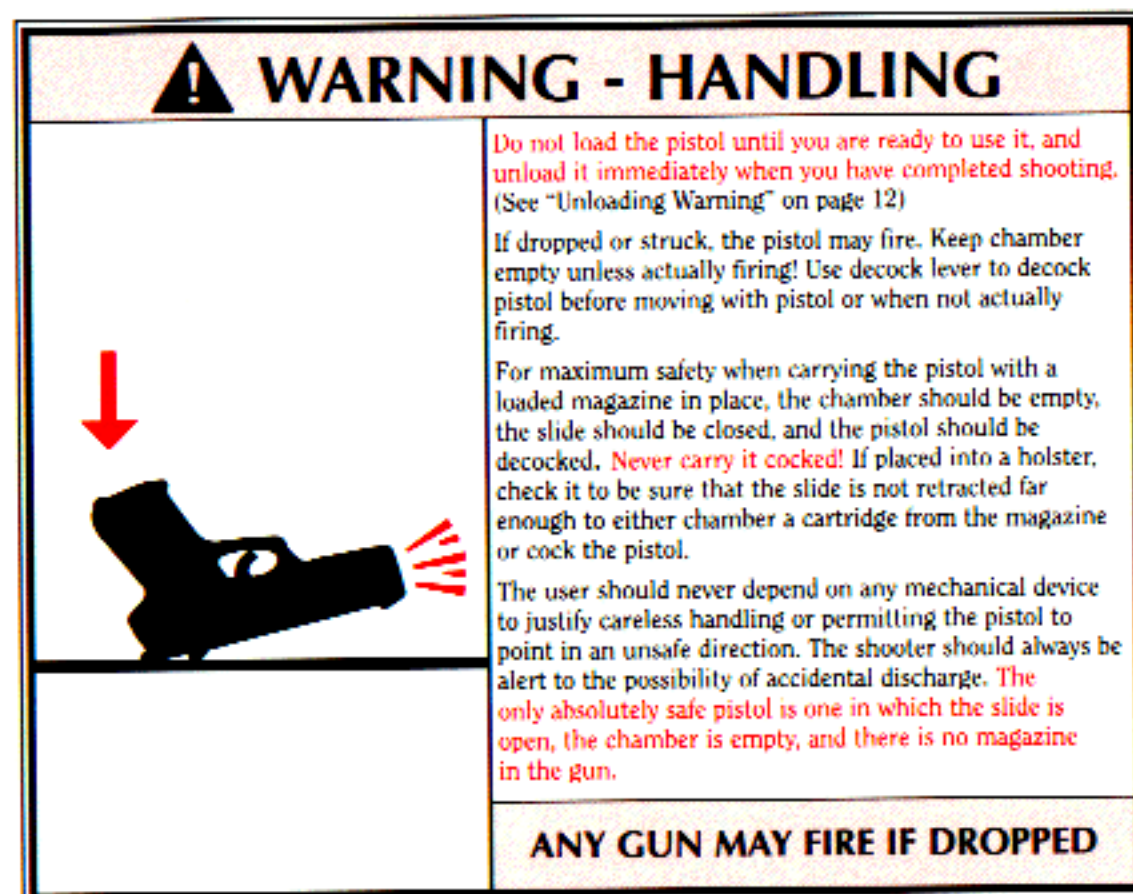 WARNING - HANDLING
Do not load the pistol until you are ready to use it, and
unload it immediately when you have completed shooting.
(See "Unloading Warning" on page 12)
If dropped or struck, the pistol may fire. Keep chamber
empty unless actually firing! Use decock lever to decock
pistol before moving with pistol or when not actually
firing.
For maximum safety when carrying the pistol with a
loaded magazine in place, the chamber should be empty,
the slide should be closed, and the pistol should be
decocked. Never carry it cocked! If placed into a holster,
check it to be sure that the slide is not retracted far
enough to either chamber a cartridge from the magazine
or cock the pistol.
The user should never depend on any mechanical device
to justify careless handling or permitting the pistol to
point in an unsafe direction. The shooter should always be
alert to the possibility of accidental discharge. The
only absolutely safe pistol is one in which the slide is
open, the chamber is empty, and there is no magazine
in the gun.
ANY GUN MAY FIRE IF DROPPED